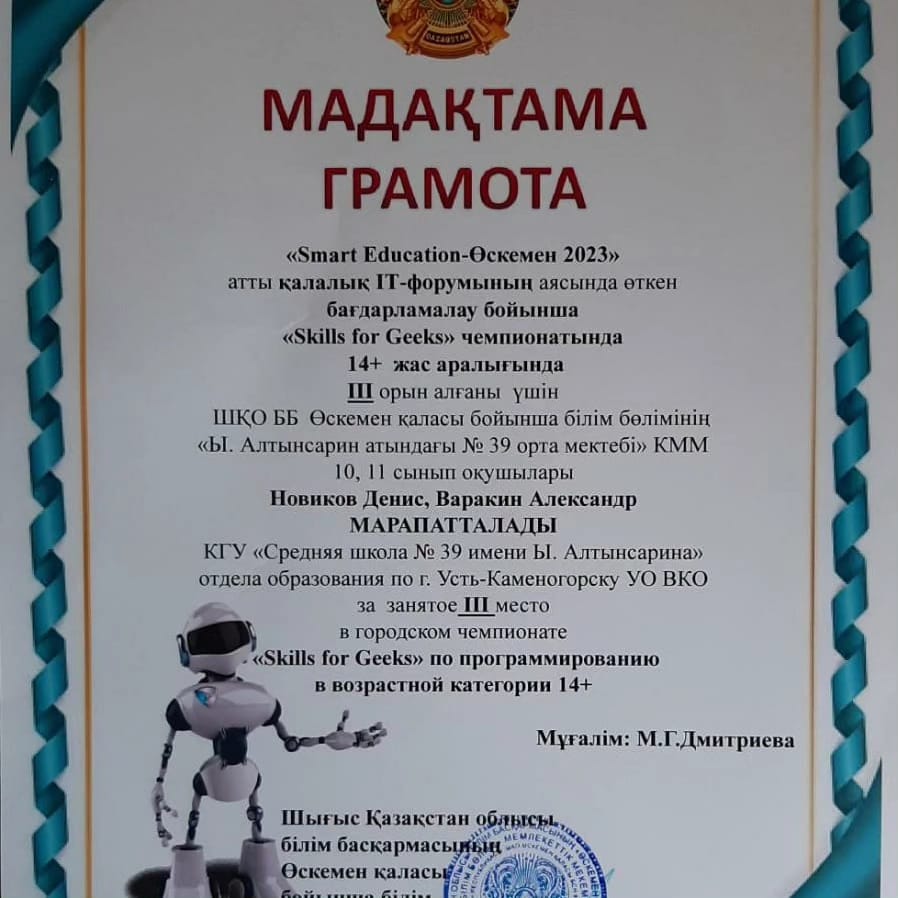 QAZAQSTAN
МАДАҚТАМА
ГРАМОТА
«Smart Education-Өскемен 2023»
атты қалалық IT-форумының аясында өткен
бағдарламалау бойынша
«Skills for Geeks» чемпионатында
14+ жас аралығында
III орын алғаны үшін
ШҚО ББ Өскемен қаласы бойынша білім бөлімінің
«Ы. Алтынсарин атындағы № 39 орта мектебі» КММ
10, 11 сынып оқушылары
Новиков Денис, Варакин Александр
МАРАПАТТАЛАДЫ
КГУ «Средняя школа № 39 имени Ы. Алтынсарина»
отдела образования по г. Усть-Каменогорску УО ВКО
за занятое III место
в городском чемпионате
«Skills for Geeks» по программированию
в возрастной категории 14+
Мұғалім: М.Г.Дмитриева
Шығыс Қазақстан облысы
білім басқармасының
Өскемен қаласы
бойынша білім